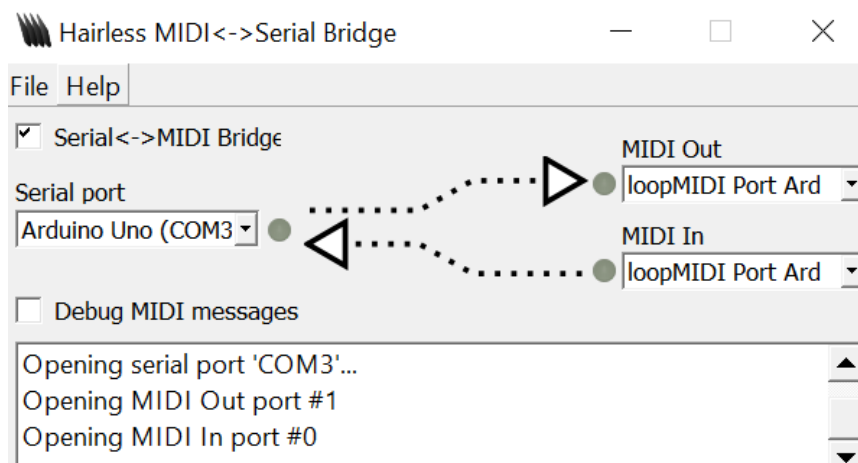 Hairless MIDI<->Serial Bridge
File Help
Serial<->MIDI Bridge
MIDI Out
loopMIDI Port Ard
Serial port
Arduino Uno (COM3
MIDI In
loopMIDI Port Ard
Debug MIDI messages
Opening serial port 'COM3'...
Opening MIDI Out port #1
Opening MIDI In port #0